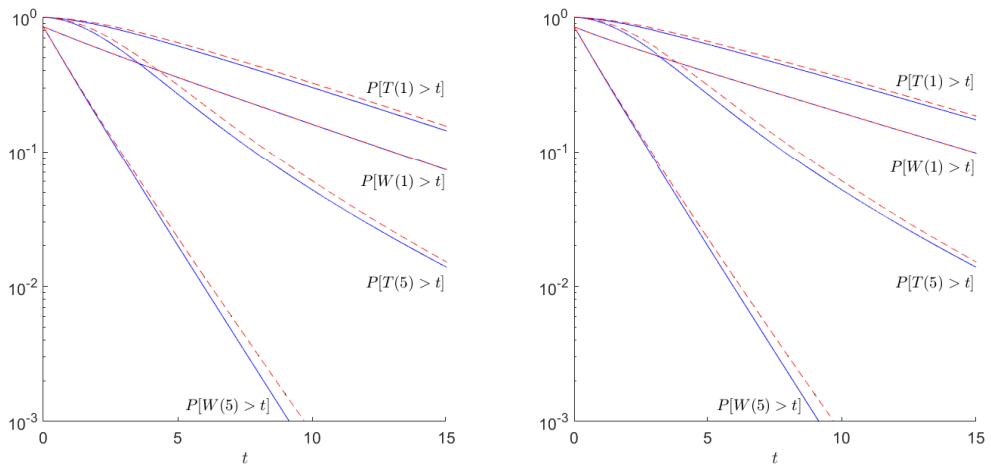 10^0
P[T(1) > t]
10^-1
P[W(1) > t]
10^-2
P[T(5) > t]
P[W(5) > t]
10^-3
0 5 10 15
t
10^0
P[T(1) > t]
10^-1
P[W(1) > t]
10^-2
P[T(5) > t]
P[W(5) > t]
10^-3
0 5 10 15
t